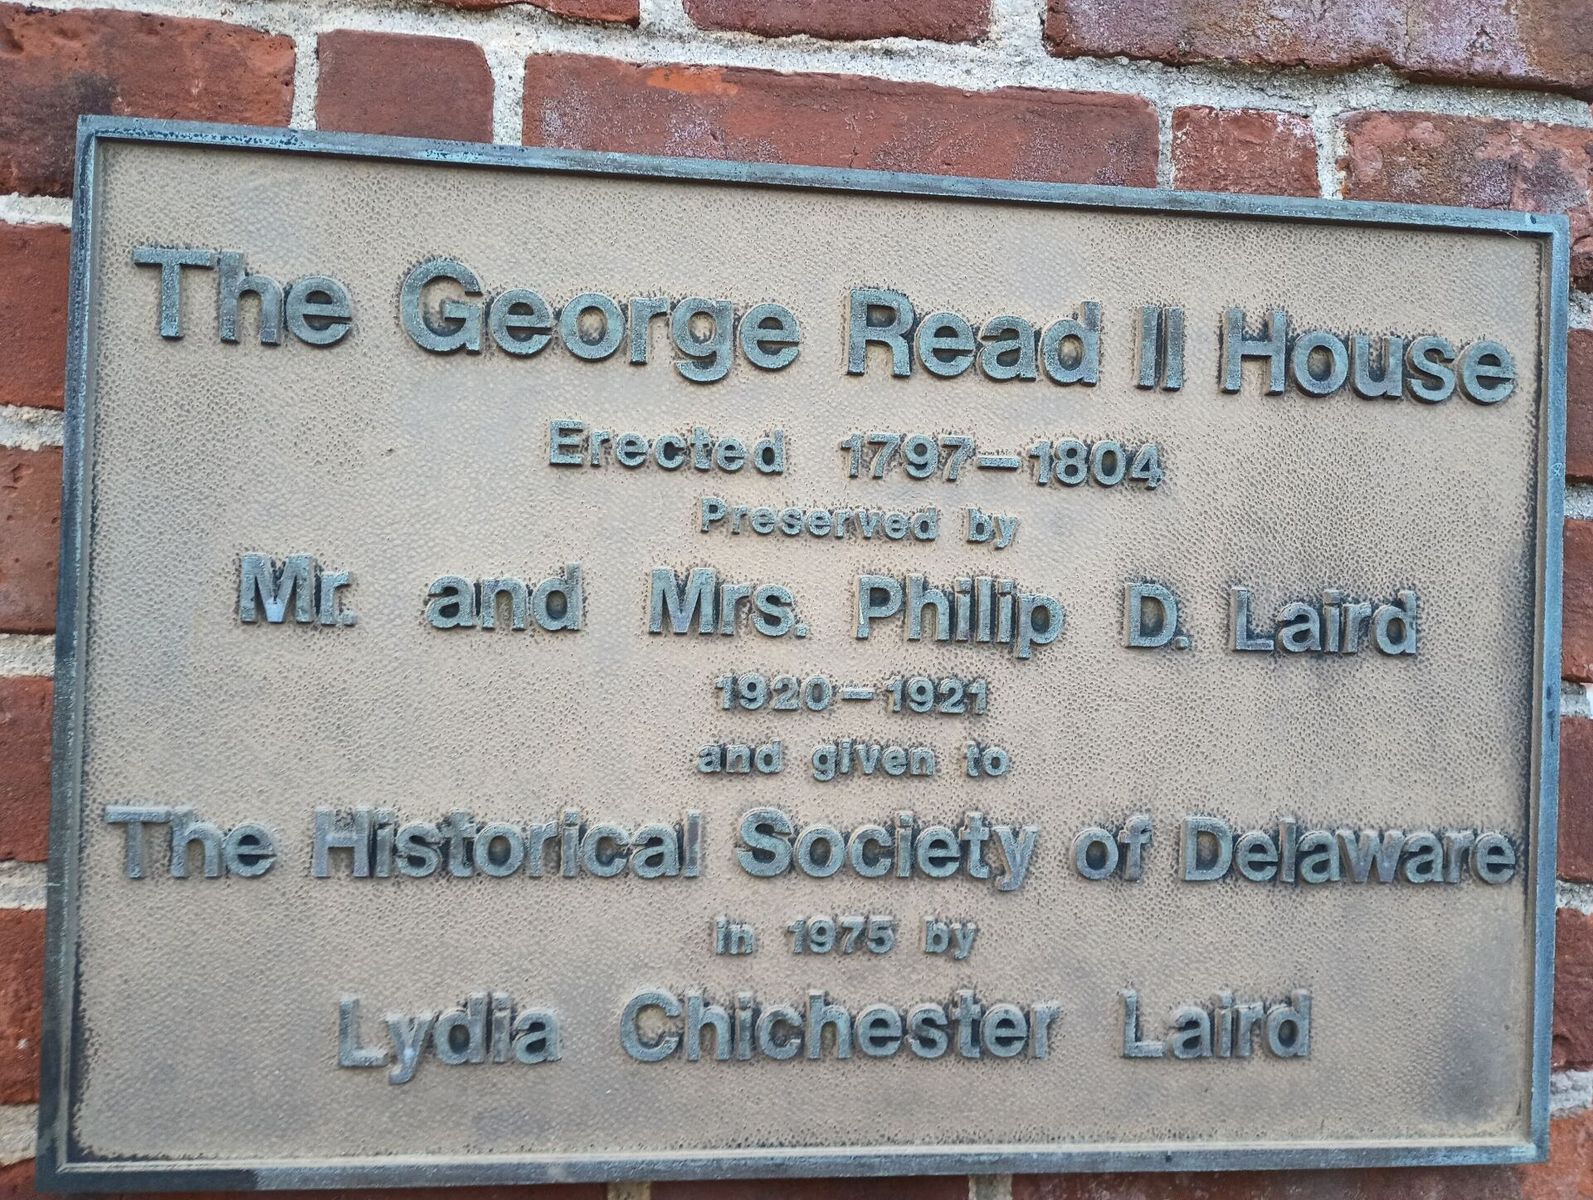 The George Read II House
Erected 1797–1804
Preserved by
Mr. and Mrs. Philip D. Laird
1920–1921
and given to
The Historical Society of Delaware
in 1975 by
Lydia Chichester Laird